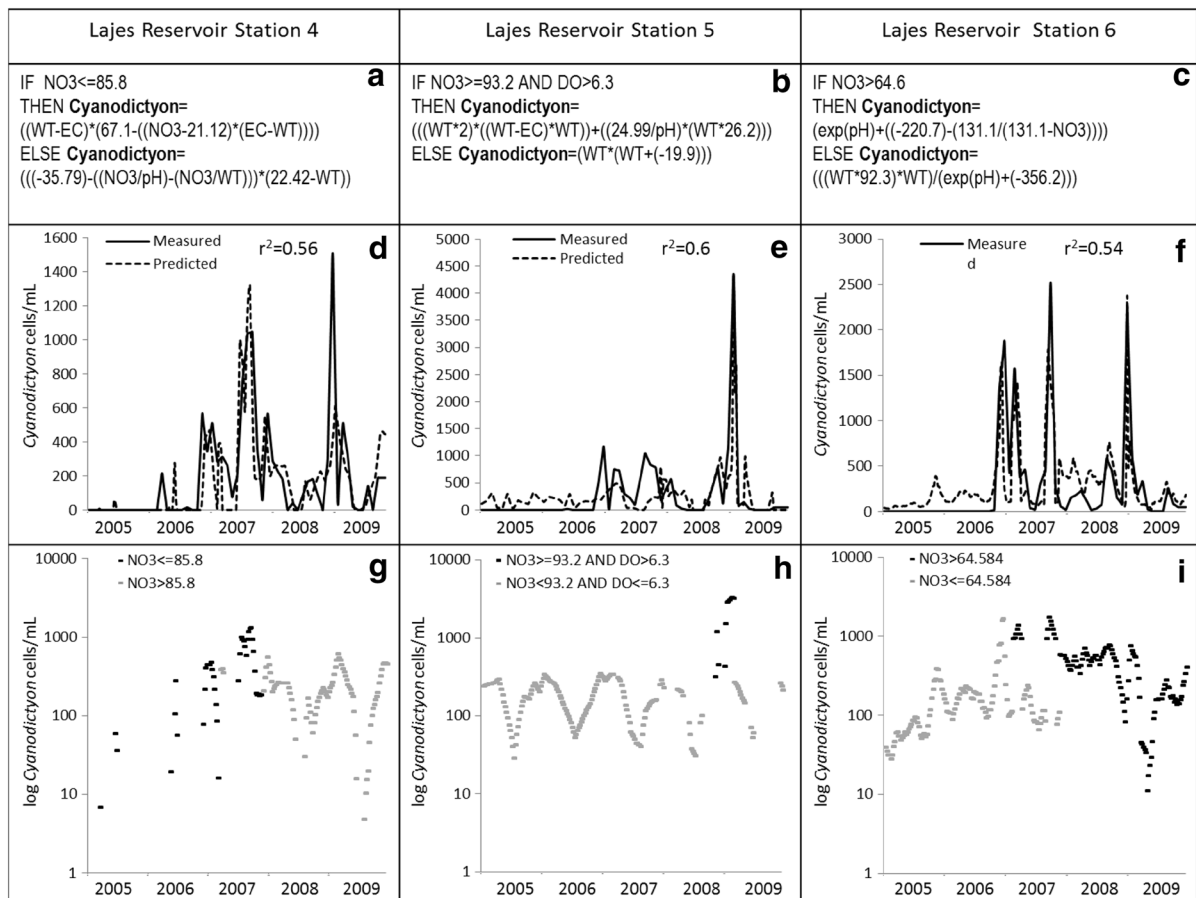 Lajes Reservoir Station 4
Lajes Reservoir Station 5
Lajes Reservoir Station 6
a
IF NO3<=85.8
THEN Cyanodictyon=
((WT-EC)*(67.1-((NO3-21.12)*(EC-WT))))
ELSE Cyanodictyon=
(((-35.79)-((NO3/pH)-(NO3/WT)))*(22.42-WT))
b
IF NO3>=93.2 AND DO>6.3
THEN Cyanodictyon=
(((WT*2)*((WT-EC)*WT))+((24.99/pH)*(WT*26.2)))
ELSE Cyanodictyon=(WT*(WT+(-19.9)))
c
IF NO3>64.6
THEN Cyanodictyon=
(exp(pH)+((-220.7)-(131.1/(131.1-NO3))))
ELSE Cyanodictyon=
(((WT*92.3)*WT)/(exp(pH)+(-356.2)))
d
Measured
Predicted
r²=0.56
Cyanodictyon cells/mL
1600
1400
1200
1000
800
600
400
200
0
2005 2006 2007 2008 2009
e
Measured
Predicted
r²=0.6
Cyanodictyon cells/mL
5000
4500
4000
3500
3000
2500
2000
1500
1000
500
0
2005 2006 2007 2008 2009
f
Measure
d
r²=0.54
Cyanodictyon cells/mL
3000
2500
2000
1500
1000
500
0
2005 2006 2007 2008 2009
g
NO3<=85.8
NO3>85.8
log Cyanodictyon cells/mL
10000
1000
100
10
1
2005 2006 2007 2008 2009
h
NO3>=93.2 AND DO>6.3
NO3<93.2 AND DO<=6.3
log Cyanodictyon cells/mL
10000
1000
100
10
1
2005 2006 2007 2008 2009
i
NO3>64.584
NO3<=64.584
log Cyanodictyon cells/mL
10000
1000
100
10
1
2005 2006 2007 2008 2009